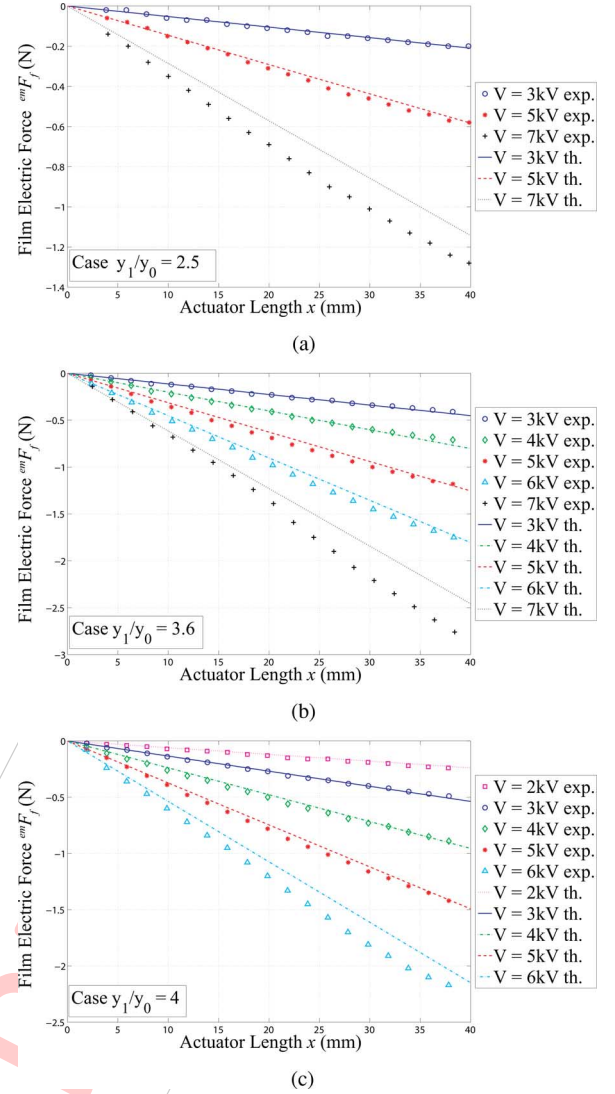 0
−0.2
−0.4
−0.6
−0.8
−1
−1.2
−1.4
Film Electric Force ᵉᵐF_f (N)
Case y₁/y₀ = 2.5
0 5 10 15 20 25 30 35 40
Actuator Length x (mm)
V = 3kV exp.
V = 5kV exp.
V = 7kV exp.
V = 3kV th.
V = 5kV th.
V = 7kV th.
(a)
0
−0.5
−1
−1.5
−2
−2.5
−3
Film Electric Force ᵉᵐF_f (N)
Case y₁/y₀ = 3.6
0 5 10 15 20 25 30 35 40
Actuator Length x (mm)
V = 3kV exp.
V = 4kV exp.
V = 5kV exp.
V = 6kV exp.
V = 7kV exp.
V = 3kV th.
V = 4kV th.
V = 5kV th.
V = 6kV th.
V = 7kV th.
(b)
0
−0.5
−1
−1.5
−2
−2.5
Film Electric Force ᵉᵐF_f (N)
Case y₁/y₀ = 4
0 5 10 15 20 25 30 35 40
Actuator Length x (mm)
V = 2kV exp.
V = 3kV exp.
V = 4kV exp.
V = 5kV exp.
V = 6kV exp.
V = 2kV th.
V = 3kV th.
V = 4kV th.
V = 5kV th.
V = 6kV th.
(c)